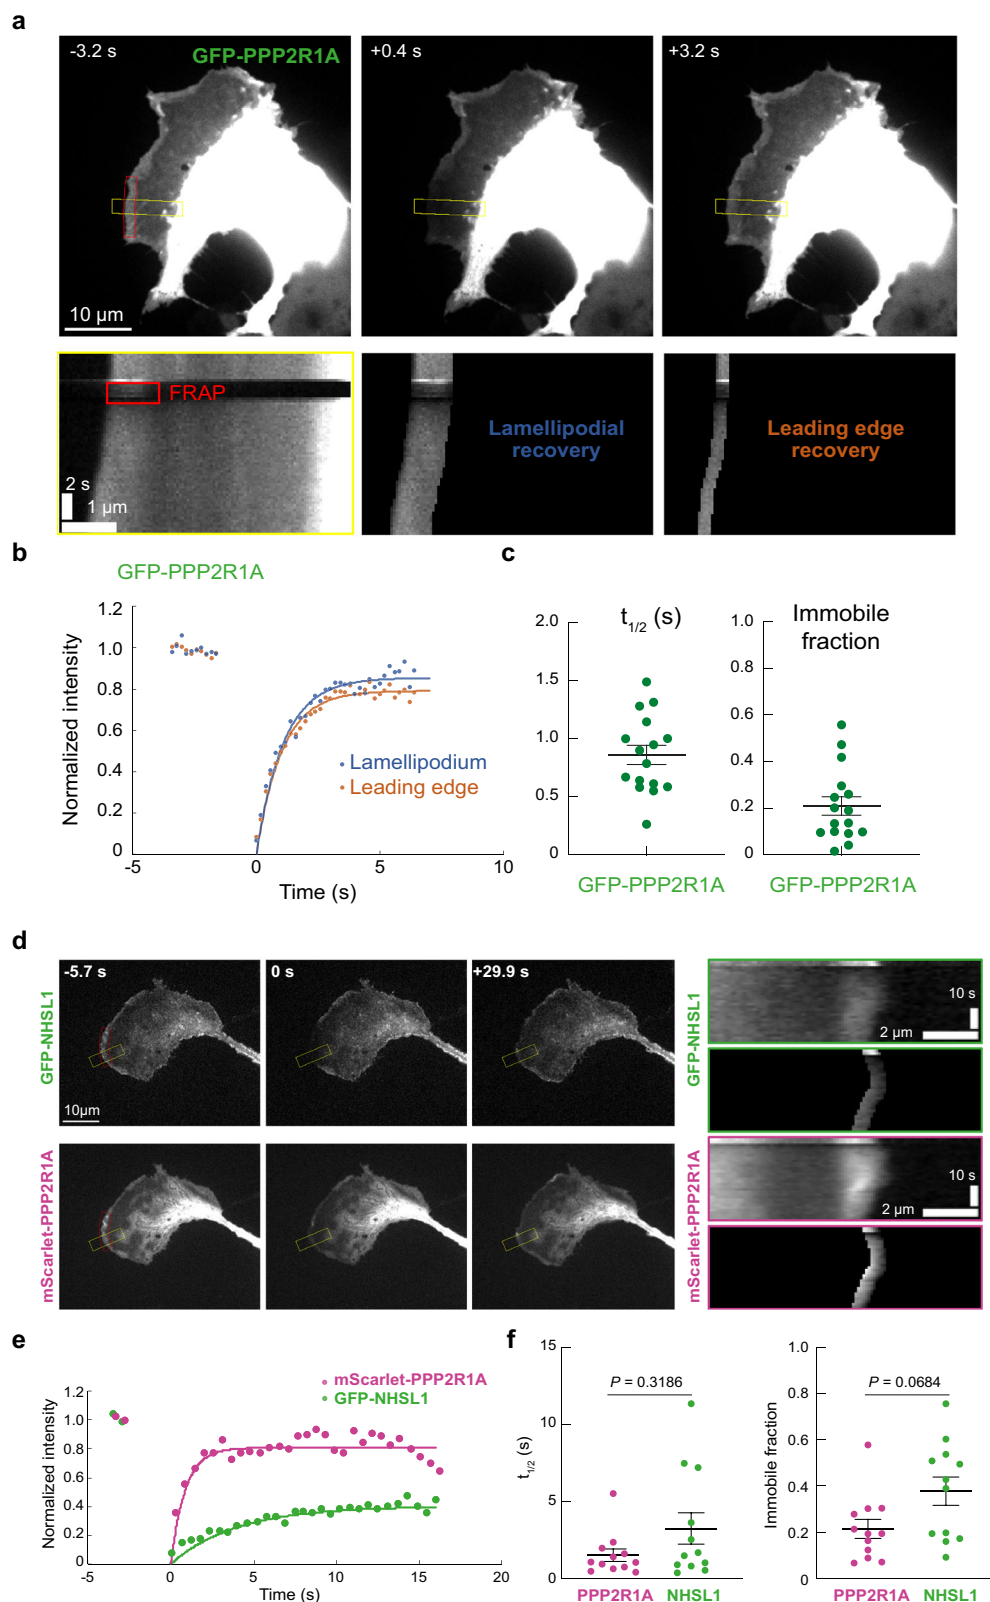 a
-3.2 s
GFP-PPP2R1A
+0.4 s
+3.2 s
10 µm
FRAP
2 s
1 µm
Lamellipodial
recovery
Leading edge
recovery
b
GFP-PPP2R1A
Normalized intensity
1.2
1.0
0.8
0.6
0.4
0.2
0
-5
0
5
10
Time (s)
Lamellipodium
Leading edge
c
t1/2 (s)
2.0
1.5
1.0
0.5
0
GFP-PPP2R1A
Immobile
fraction
1.0
0.8
0.6
0.4
0.2
0
GFP-PPP2R1A
d
GFP-NHSL1
-5.7 s
0 s
+29.9 s
10µm
mScarlet-PPP2R1A
GFP-NHSL1
10 s
2 µm
GFP-NHSL1
mScarlet-PPP2R1A
10 s
2 µm
e
mScarlet-PPP2R1A
GFP-NHSL1
Normalized intensity
1.2
1.0
0.8
0.6
0.4
0.2
0
-5
0
5
10
15
20
Time (s)
f
t1/2 (s)
15
10
5
0
P = 0.3186
PPP2R1A
NHSL1
Immobile fraction
1.0
0.8
0.6
0.4
0.2
0
P = 0.0684
PPP2R1A
NHSL1